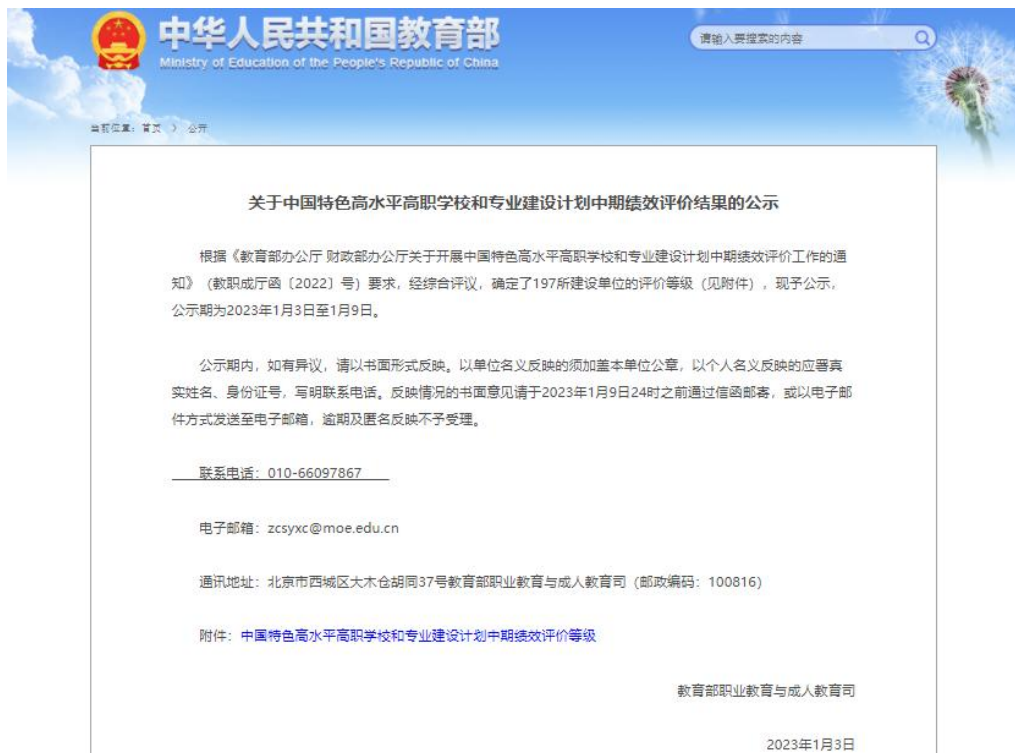 中华人民共和国教育部
Ministry of Education of the People's Republic of China
请输入要搜索的内容
当前位置：首页 > 公开
关于中国特色高水平高职学校和专业建设计划中期绩效评价结果的公示
根据《教育部办公厅 财政部办公厅关于开展中国特色高水平高职学校和专业建设计划中期绩效评价工作的通
知》（教职成厅函〔2022〕号）要求，经综合评议，确定了197所建设单位的评价等级（见附件），现予公示，
公示期为2023年1月3日至1月9日。
公示期内，如有异议，请以书面形式反映。以单位名义反映的须加盖本单位公章，以个人名义反映的应署真
实姓名、身份证号，写明联系电话。反映情况的书面意见请于2023年1月9日24时之前通过信函邮寄，或以电子邮
件方式发送至电子邮箱，逾期及匿名反映不予受理。
联系电话：010-66097867
电子邮箱：zcsyxc@moe.edu.cn
通讯地址：北京市西城区大木仓胡同37号教育部职业教育与成人教育司（邮政编码：100816）
附件：中国特色高水平高职学校和专业建设计划中期绩效评价等级
教育部职业教育与成人教育司
2023年1月3日